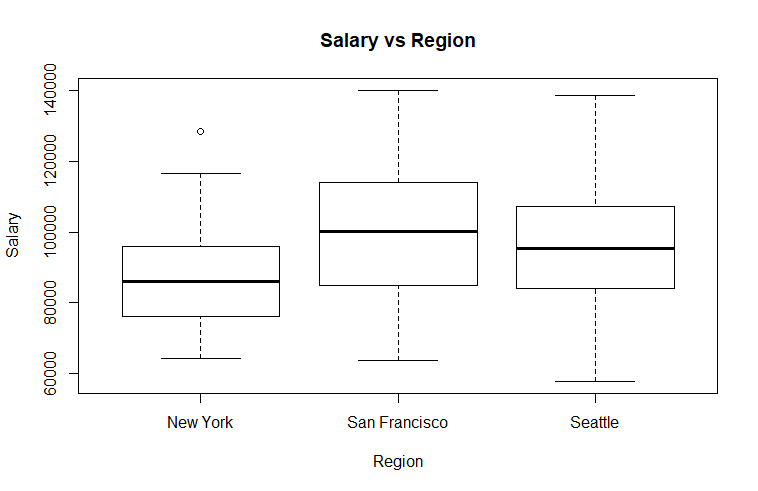 Salary vs Region
Salary
140000
120000
100000
80000
60000
New York
San Francisco
Seattle
Region